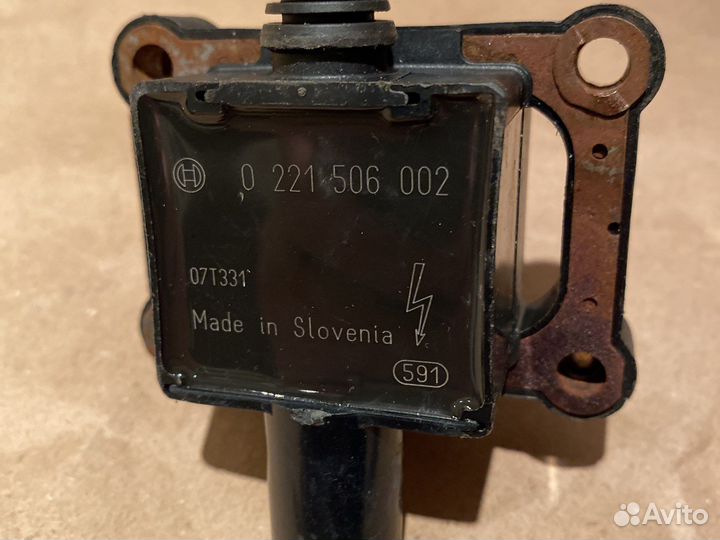 0 221 506 002
07T331
Made in Slovenia
591
Avito